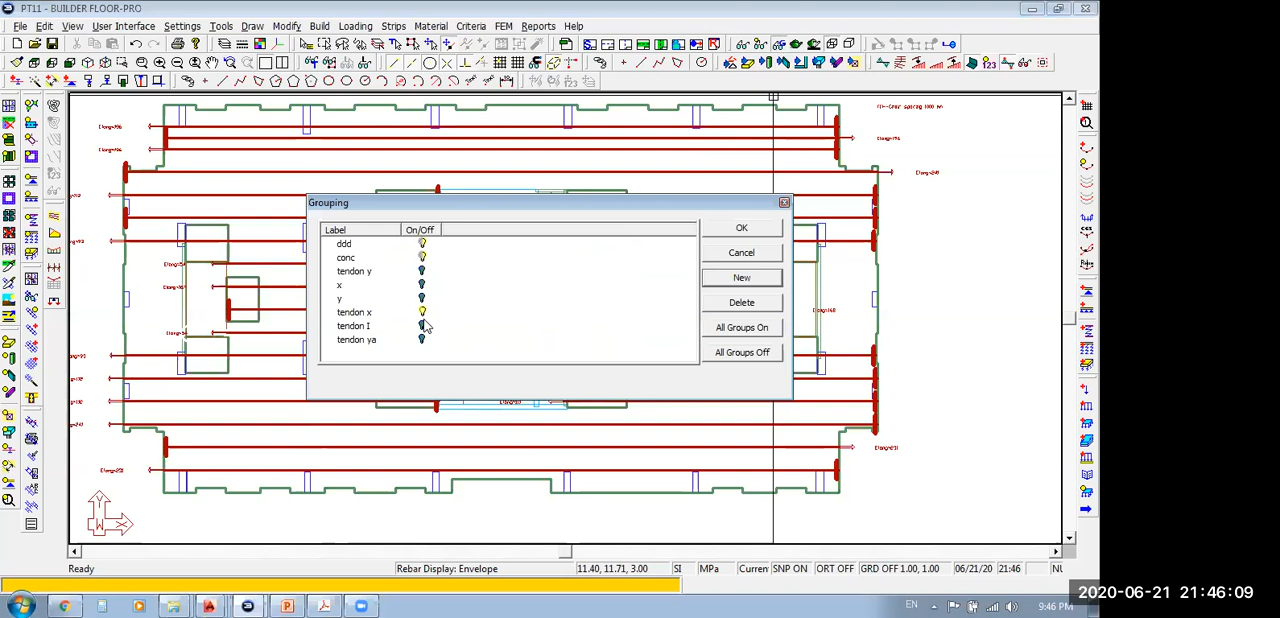 PT11 - BUILDER FLOOR-PRO
File Edit View User Interface Settings Tools Draw Modify Build Loading Strips Material Criteria FEM Reports Help
Grouping
Label On/Off
ddd
conc
tendon y
x
y
tendon x
tendon I
tendon ya
OK
Cancel
New
Delete
All Groups On
All Groups Off
Ready Rebar Display: Envelope 11.40, 11.71, 3.00 SI MPa Current SNP ON ORT OFF GRD OFF 1.00, 1.00 06/21/20 21:46 NU
EN 9:46 PM
2020-06-21 21:46:09